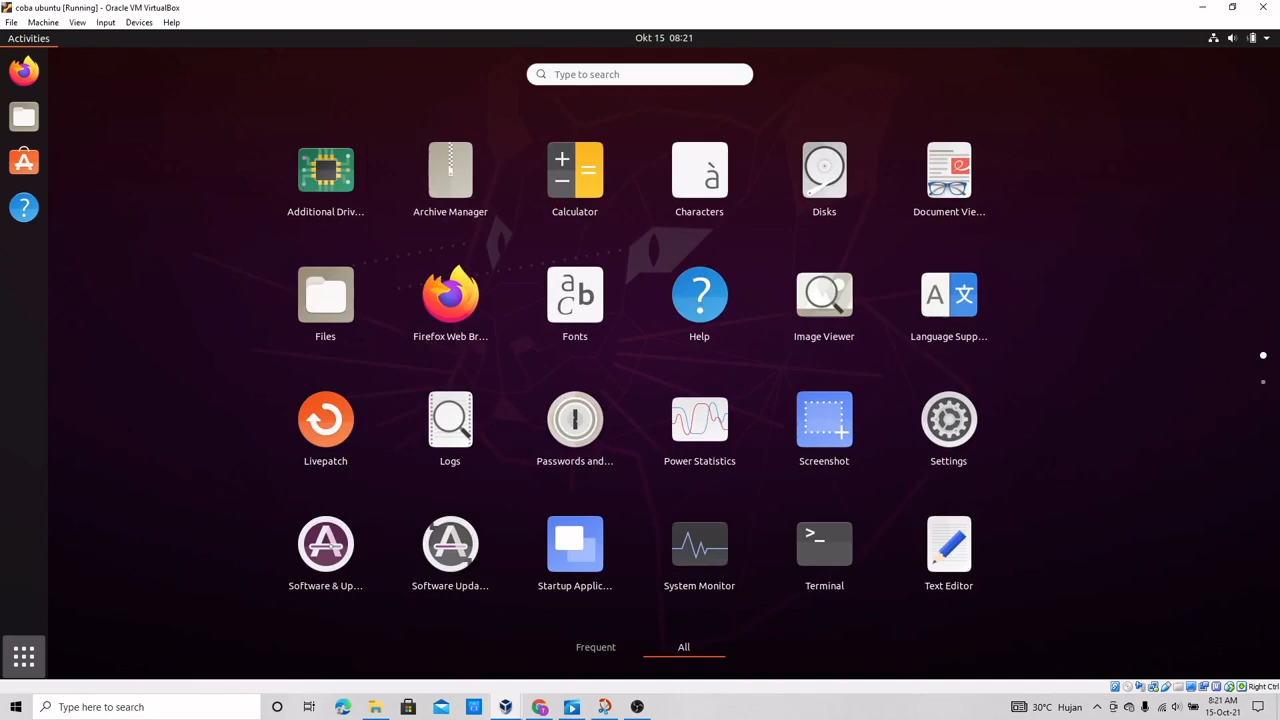 coba ubuntu [Running] - Oracle VM VirtualBox
File Machine View Input Devices Help
Activities
Okt 15 08:21
Type to search
Additional Driv...
Archive Manager
Calculator
Characters
Disks
Document Vie...
Files
Firefox Web Br...
Fonts
Help
Image Viewer
Language Supp...
Livepatch
Logs
Passwords and...
Power Statistics
Screenshot
Settings
Software & Up...
Software Upda...
Startup Applic...
System Monitor
Terminal
Text Editor
Frequent
All
Right Ctrl
Type here to search
30°C Hujan
8:21 AM
15-Oct-21